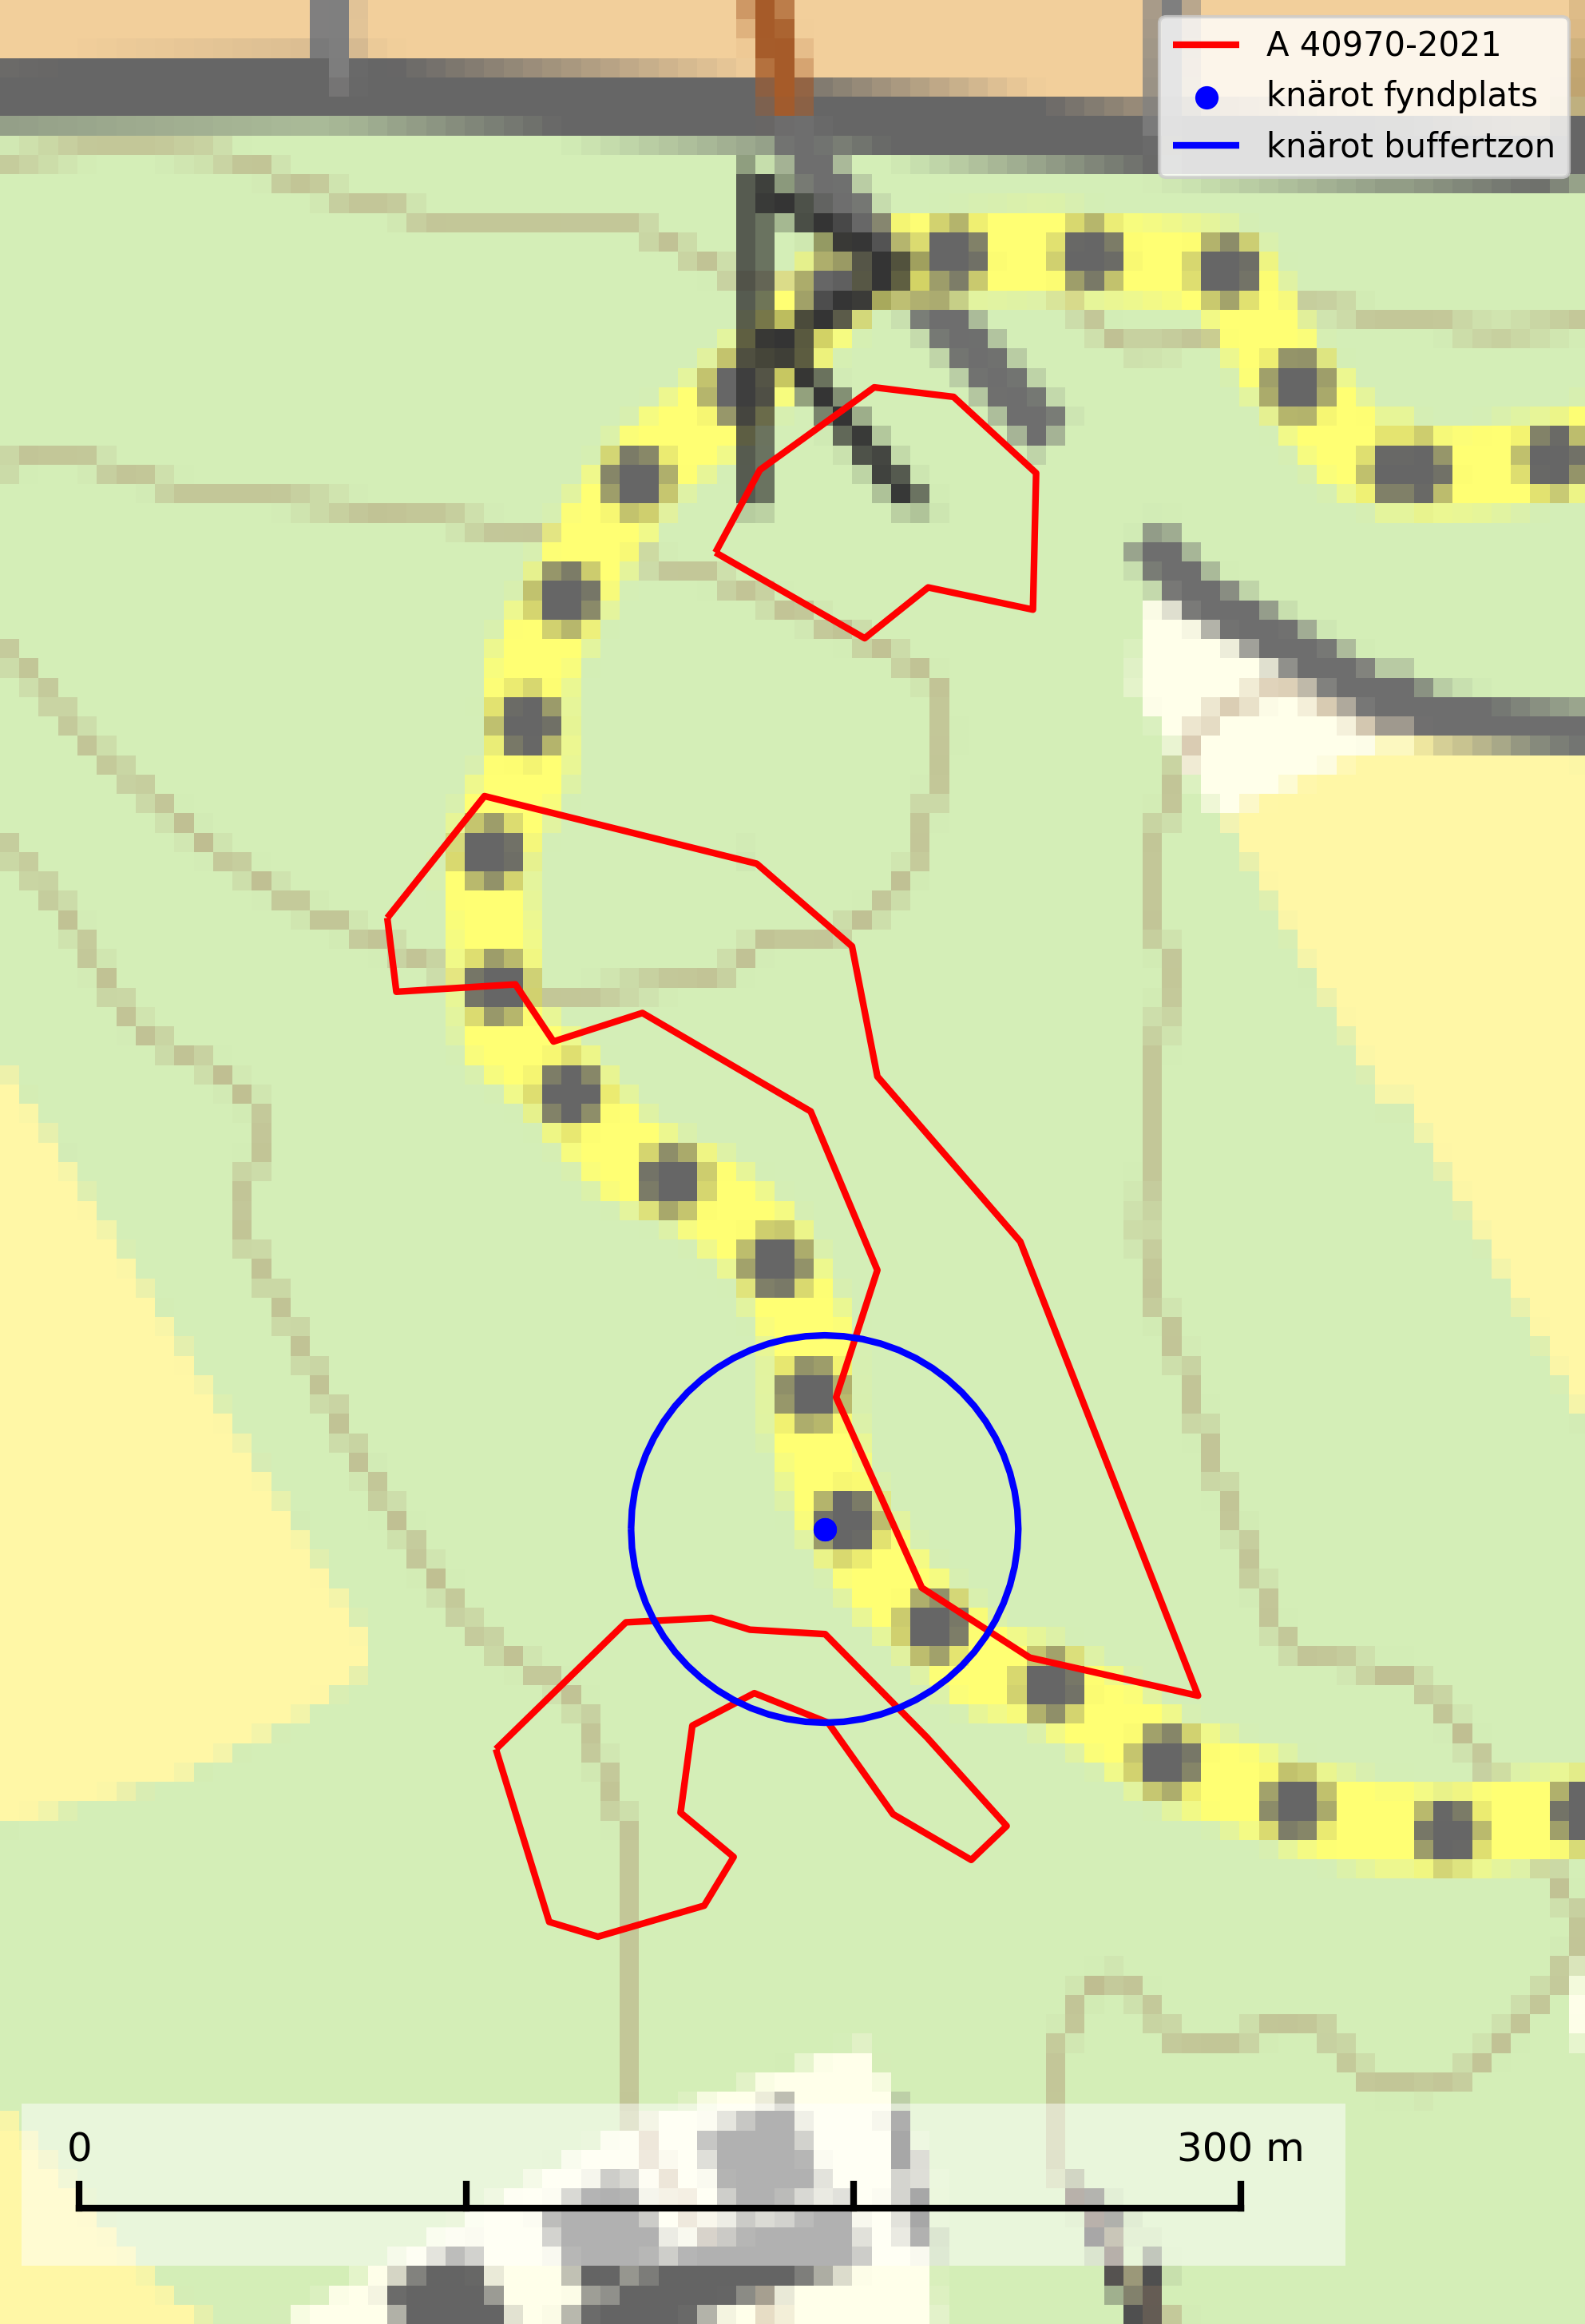 A 40970-2021
knärot fyndplats
knärot buffertzon
0
300 m